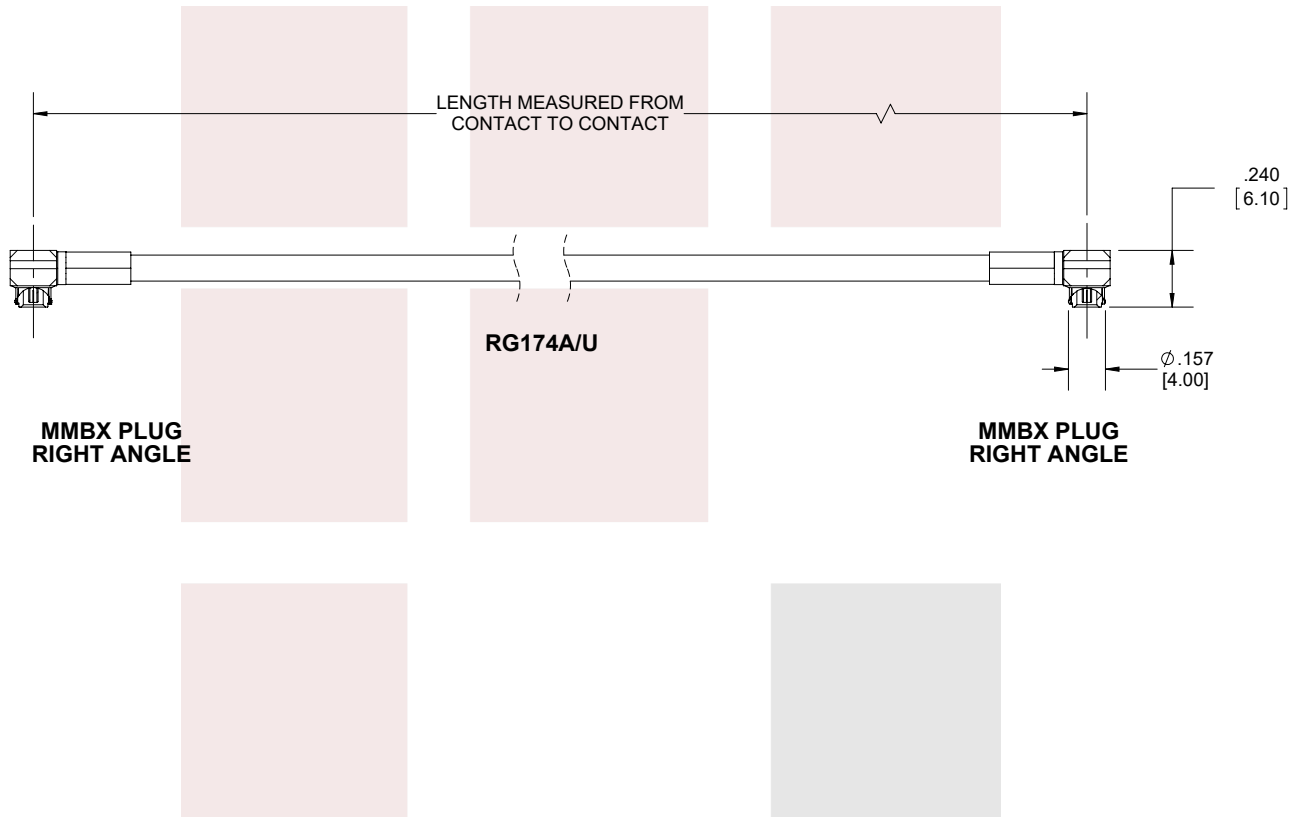 LENGTH MEASURED FROM
CONTACT TO CONTACT
.240
[6.10]
RG174A/U
⌀.157
[4.00]
MMBX PLUG
RIGHT ANGLE
MMBX PLUG
RIGHT ANGLE